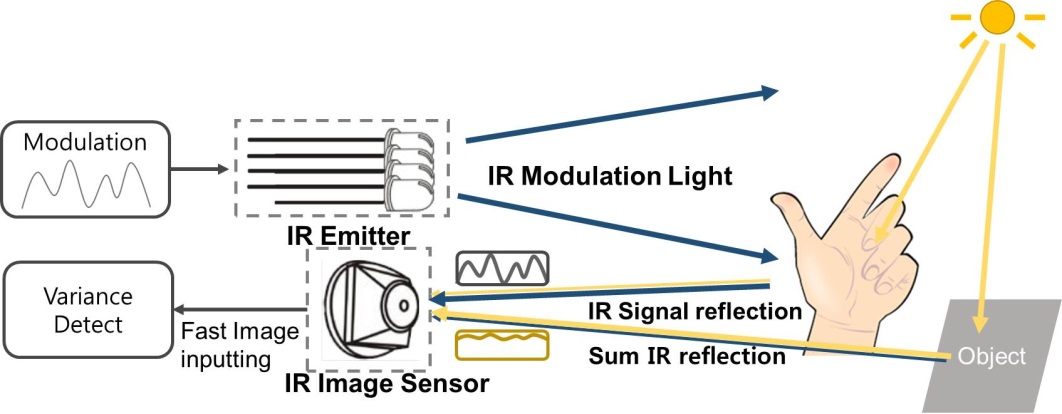 Modulation
IR Modulation Light
IR Emitter
Variance
Detect
Fast Image
inputting
IR Signal reflection
Sum IR reflection
Object
IR Image Sensor